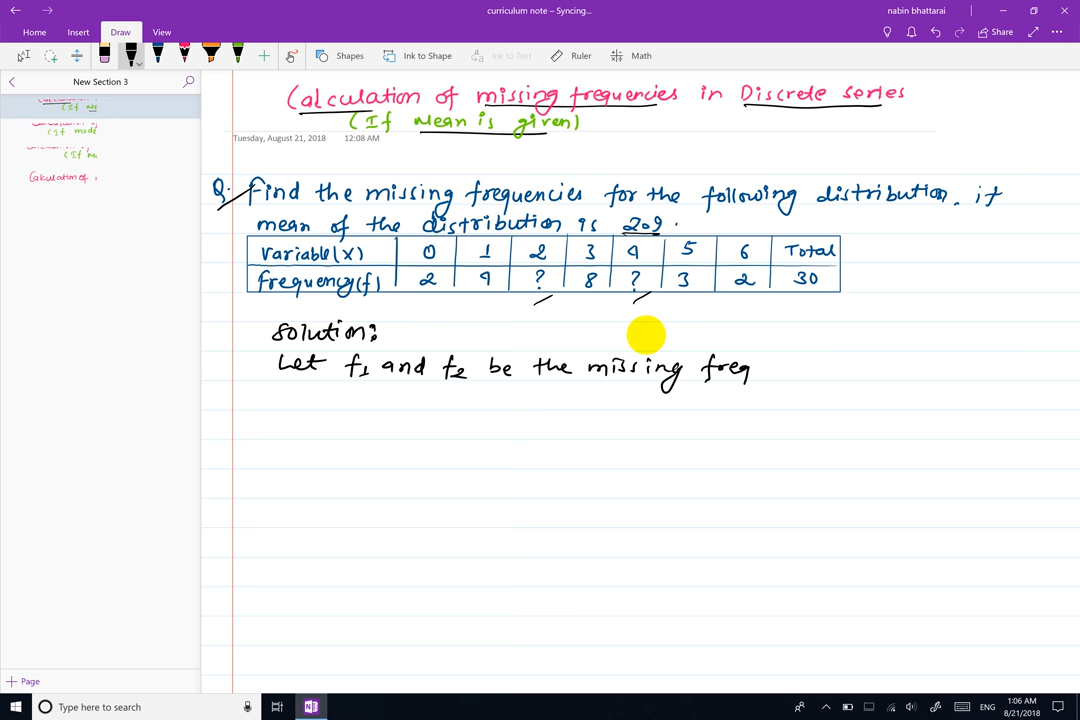 curriculum note – Syncing...
nabin bhattarai
Home Insert Draw View
Share
Shapes Ink to Shape Ink to Text Ruler Math
New Section 3
Calculation of missing frequencies in Discrete series
(If mean is given)
Tuesday, August 21, 2018 12:08 AM
(If mode
Calculation of
Q. Find the missing frequencies for the following distribution, if
mean of the distribution is 2.9.
Variable(X) 0 1 2 3 4 5 6 Total
frequency(f) 2 4 ? 8 ? 3 2 30
Solution:
Let f1 and f2 be the missing freq
+ Page
Type here to search
ENG
1:06 AM
8/21/2018